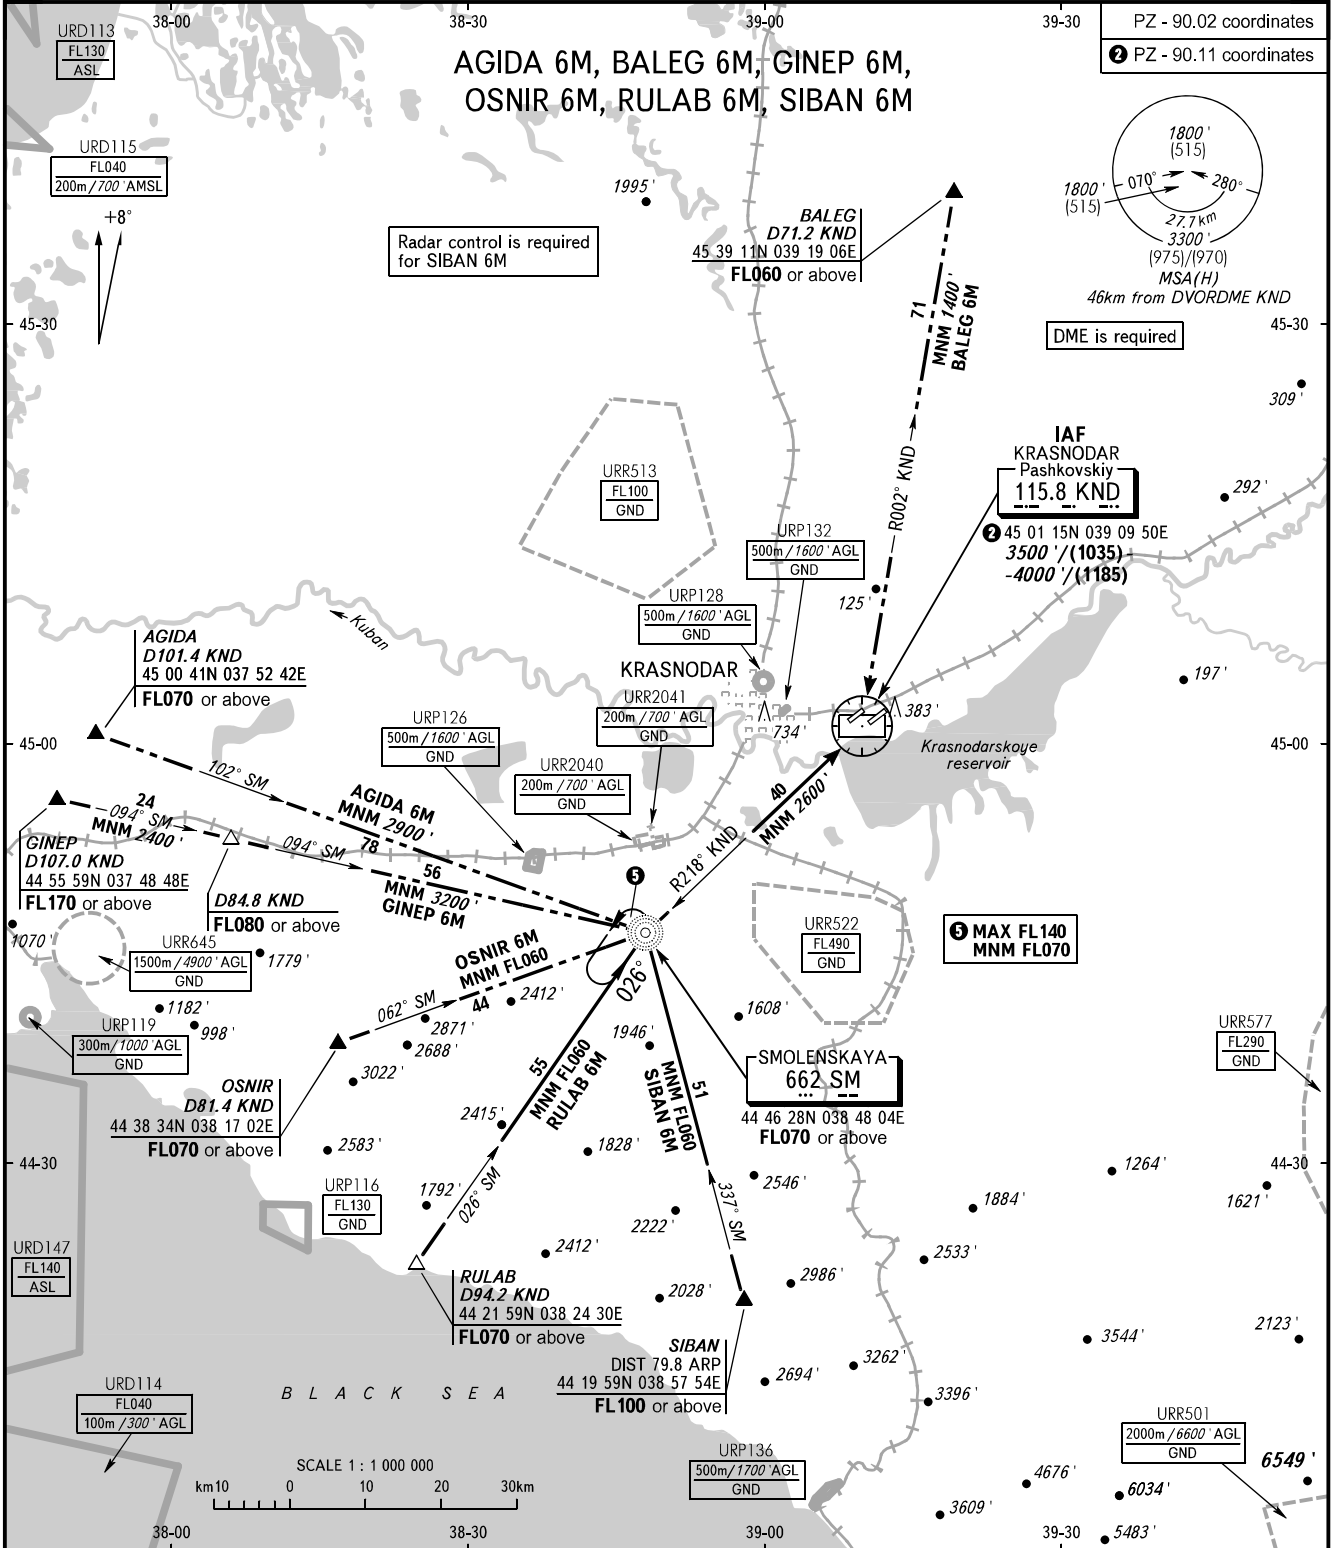 38-00
38-30
39-00
39-30
PZ - 90.02 coordinates
2 PZ - 90.11 coordinates
URD113
FL130
ASL
AGIDA 6M, BALEG 6M, GINEP 6M,
OSNIR 6M, RULAB 6M, SIBAN 6M
URD115
FL040
200m/700 'AMSL
+8°
Radar control is required
for SIBAN 6M
1995 '
BALEG
D71.2 KND
45 39 11N 039 19 06E
FL060 or above
1800 '
(515)
1800 '
(515)
070°
280°
27.7 km
3300 '
(975)/(970)
MSA(H)
46km from DVORDME KND
45-30
45-30
DME is required
71
MNM 1400'
BALEG 6M
309 '
R002° KND
IAF
KRASNODAR
Pashkovskiy
115.8 KND
2 45 01 15N 039 09 50E
3500 '/(1035)
-4000 '/(1185)
292 '
URR513
FL100
GND
URP132
500m/1600 ' AGL
GND
URP128
500m/1600 ' AGL
GND
125 '
Kuban
KRASNODAR
197 '
AGIDA
D101.4 KND
45 00 41N 037 52 42E
FL070 or above
URR2041
200m/700 ' AGL
GND
URP126
500m/1600 ' AGL
GND
734 '
383 '
Krasnodarskoye
reservoir
45-00
45-00
URR2040
200m/700 ' AGL
GND
102° SM
AGIDA 6M
MNM 2900 '
78
40
MNM 2600'
R218° KND
24
094° SM
MNM 2400'
094° SM
56
MNM 3200 '
GINEP 6M
GINEP
D107.0 KND
44 55 59N 037 48 48E
FL170 or above
D84.8 KND
FL080 or above
5
URR522
FL490
GND
5 MAX FL140
MNM FL070
1070 '
URR645
1500m/4900 ' AGL
GND
1779 '
OSNIR 6M
MNM FL060
062° SM
44
026°
2412 '
2871 '
2688 '
3022 '
1182 '
998 '
URP119
300m/1000 ' AGL
GND
1946 '
1608 '
URR577
FL290
GND
SMOLENSKAYA
662 SM
44 46 28N 038 48 04E
FL070 or above
OSNIR
D81.4 KND
44 38 34N 038 17 02E
FL070 or above
55
MNM FL060
RULAB 6M
51
MNM FL060
SIBAN 6M
2415 '
2583 '
1828 '
44-30
44-30
1264 '
1621 '
2546 '
1884 '
URP116
FL130
GND
1792 '
026° SM
2222 '
337° SM
URD147
FL140
ASL
2412 '
2533 '
RULAB
D94.2 KND
44 21 59N 038 24 30E
FL070 or above
2028 '
2986 '
SIBAN
DIST 79.8 ARP
44 19 59N 038 57 54E
FL100 or above
2123 '
3544 '
3262 '
2694 '
3396 '
URD114
FL040
100m/300 ' AGL
BLACK SEA
URR501
2000m/6600 ' AGL
GND
SCALE 1 : 1 000 000
km10 0 10 20 30km
URP136
500m/1700 'AGL
GND
6549 '
4676 '
6034 '
3609 '
5483 '
38-00
38-30
39-00
39-30